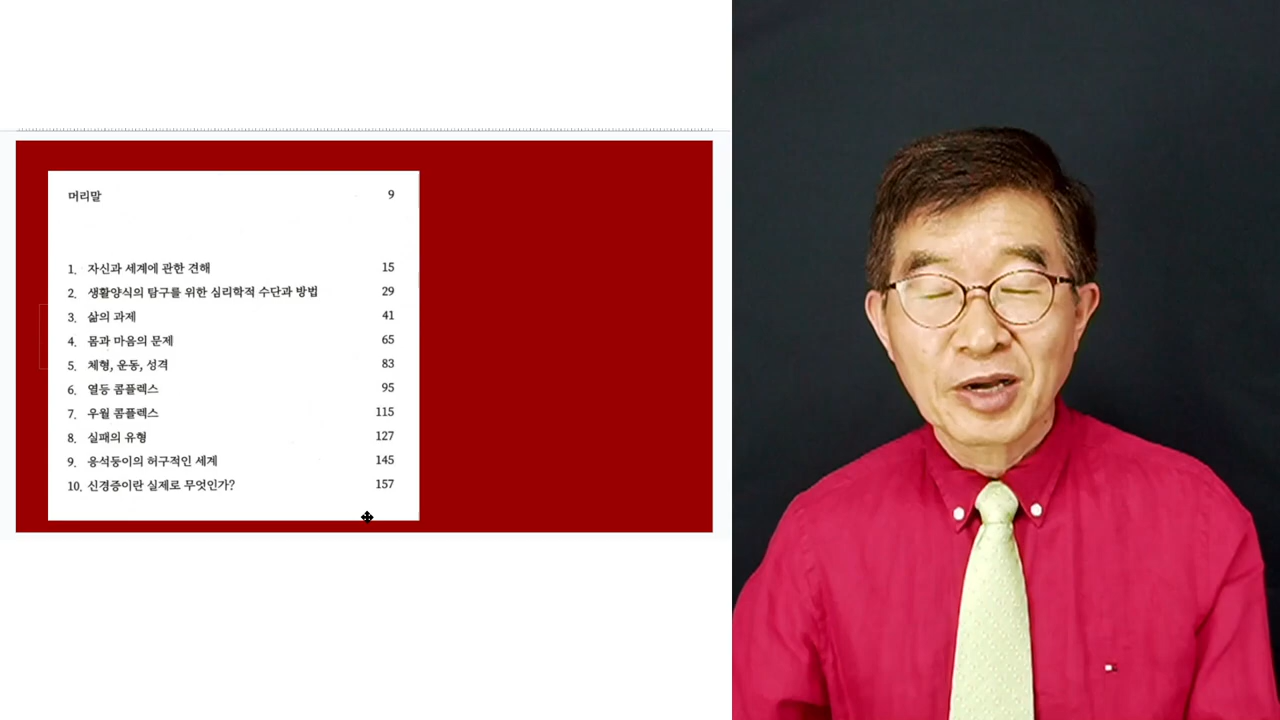 머리말 9
1. 자신과 세계에 관한 견해 15
2. 생활양식의 탐구를 위한 심리학적 수단과 방법 29
3. 삶의 과제 41
4. 몸과 마음의 문제 65
5. 체형, 운동, 성격 83
6. 열등 콤플렉스 95
7. 우월 콤플렉스 115
8. 실패의 유형 127
9. 응석둥이의 허구적인 세계 145
10. 신경증이란 실제로 무엇인가? 157